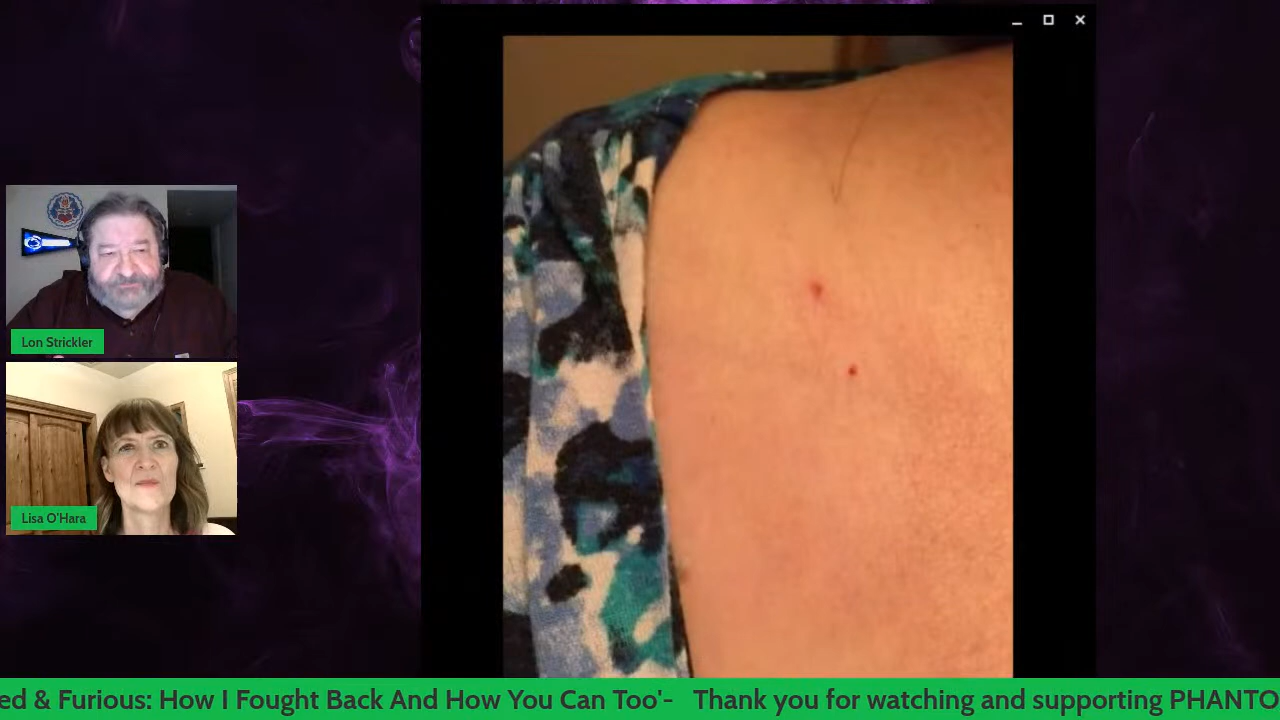 Lon Strickler
Lisa O'Hara
ed & Furious: How I Fought Back And How You Can Too'- Thank you for watching and supporting PHANTO